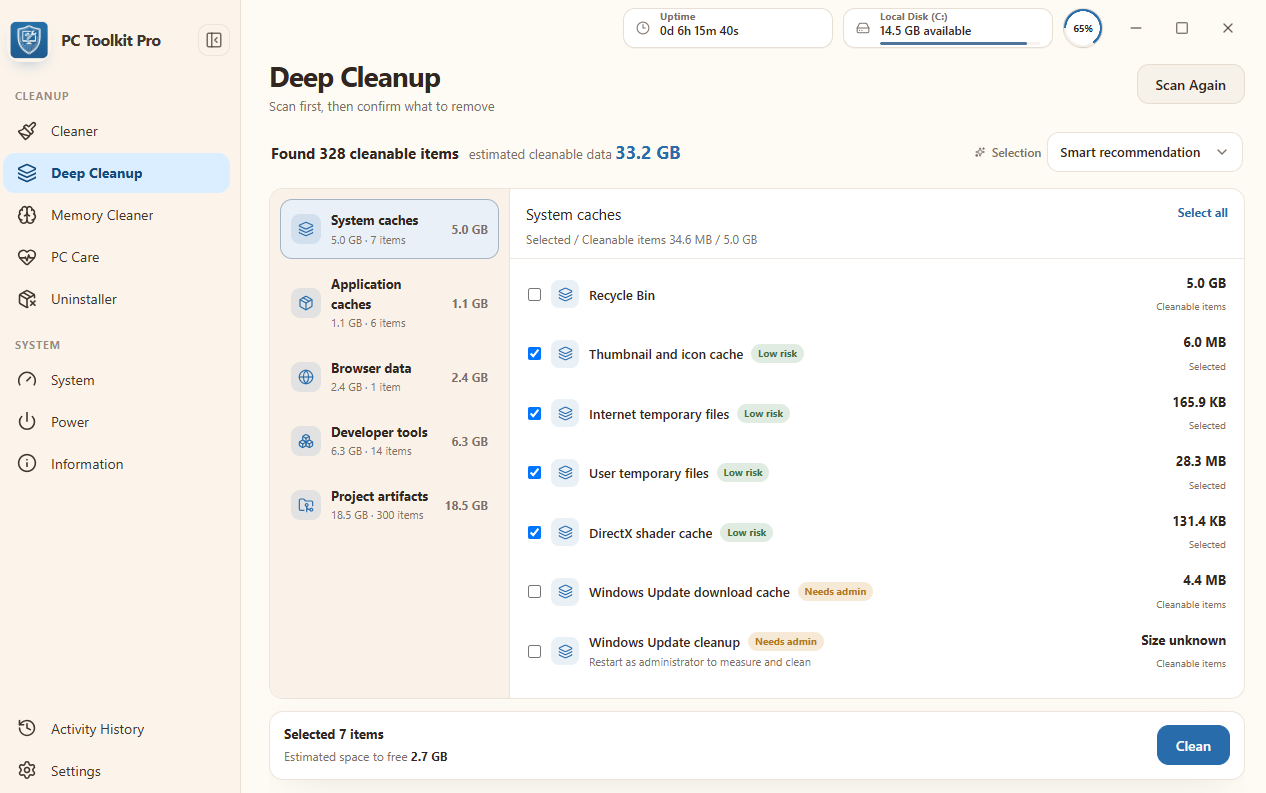 PC Toolkit Pro
CLEANUP
Cleaner
Deep Cleanup
Memory Cleaner
PC Care
Uninstaller
SYSTEM
System
Power
Information
Activity History
Settings
Uptime
0d 6h 15m 40s
Local Disk (C:)
14.5 GB available
65%
Deep Cleanup
Scan first, then confirm what to remove
Scan Again
Found 328 cleanable items estimated cleanable data 33.2 GB
Selection Smart recommendation
System caches
5.0 GB · 7 items
5.0 GB
Application
caches
1.1 GB · 6 items
1.1 GB
Browser data
2.4 GB · 1 item
2.4 GB
Developer tools
6.3 GB · 14 items
6.3 GB
Project artifacts
18.5 GB · 300 items
18.5 GB
System caches
Select all
Selected / Cleanable items 34.6 MB / 5.0 GB
Recycle Bin
5.0 GB
Cleanable items
Thumbnail and icon cache Low risk
6.0 MB
Selected
Internet temporary files Low risk
165.9 KB
Selected
User temporary files Low risk
28.3 MB
Selected
DirectX shader cache Low risk
131.4 KB
Selected
Windows Update download cache Needs admin
4.4 MB
Cleanable items
Windows Update cleanup Needs admin
Restart as administrator to measure and clean
Size unknown
Cleanable items
Selected 7 items
Estimated space to free 2.7 GB
Clean